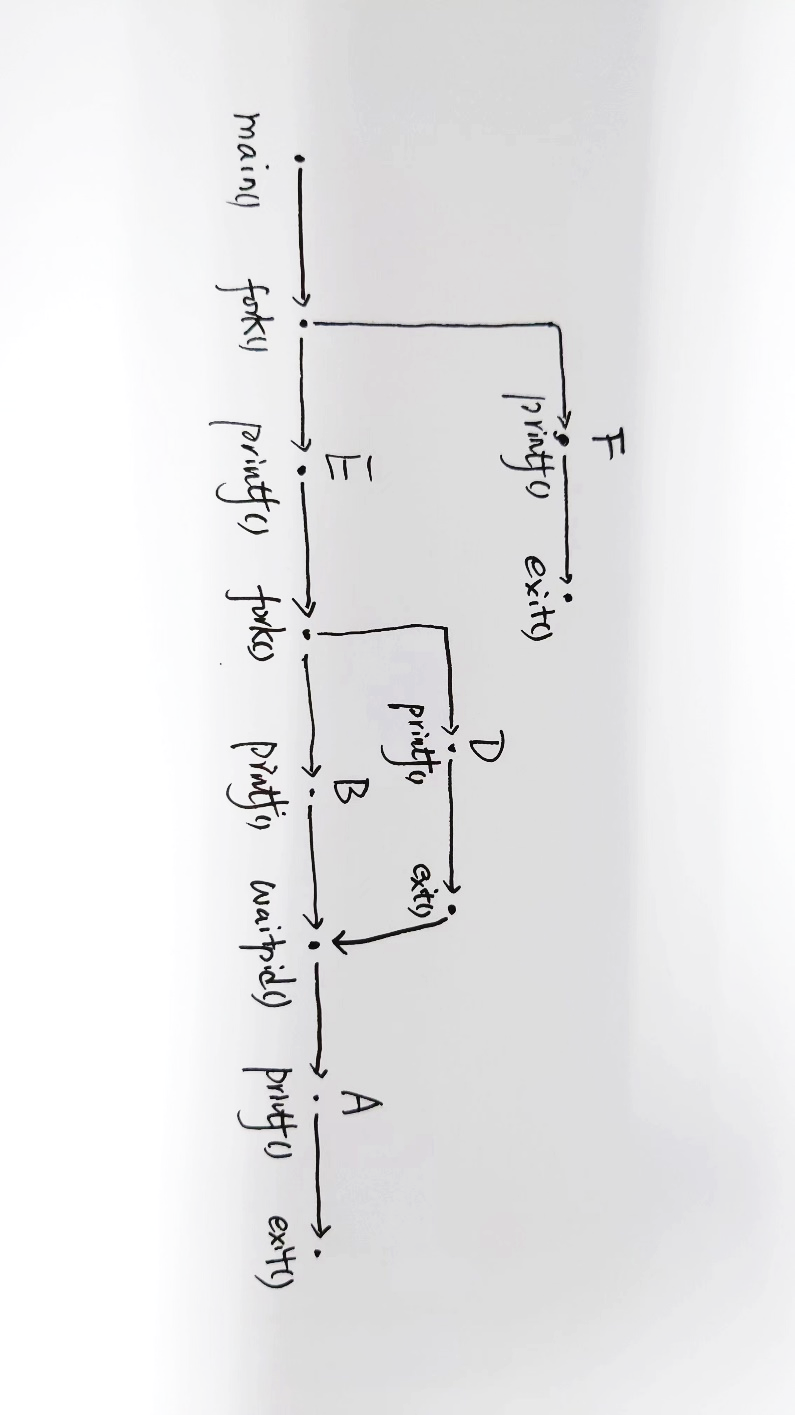 F
printf() exit()
D
printf() exit()
E B A
main() fork() printf() fork() printf() waitpid() printf() exit()